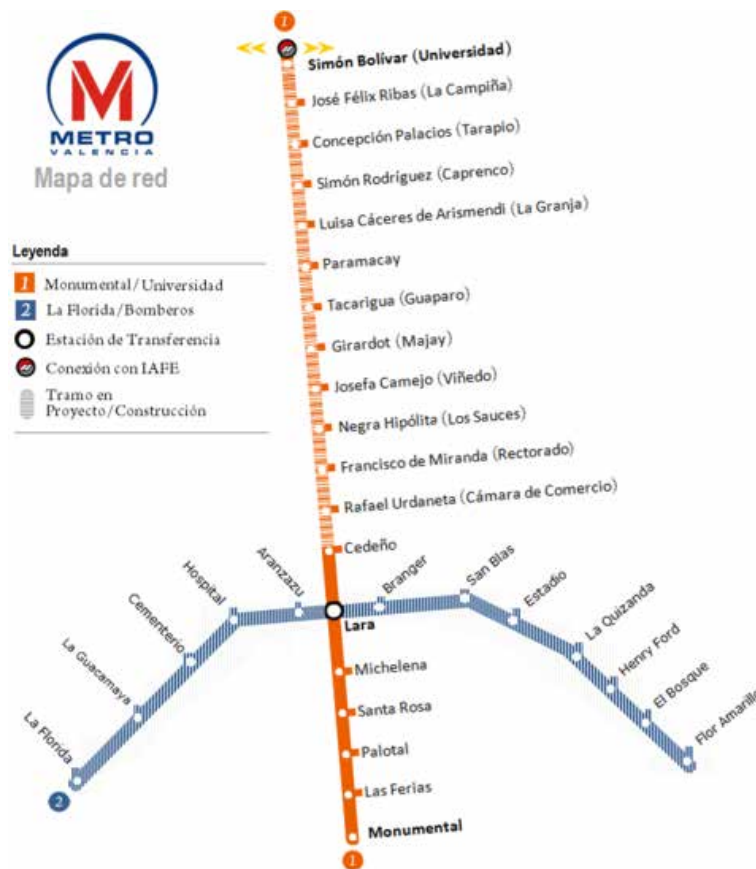 1
Simón Bolívar (Universidad)
José Félix Ribas (La Campiña)
M
METRO
VALENCIA
Mapa de red
Concepción Palacios (Tarapio)
Simón Rodríguez (Caprenco)
Luisa Cáceres de Arismendi (La Granja)
Leyenda
1 Monumental/Universidad
2 La Florida/Bomberos
Estación de Transferencia
Conexión con IAFE
Tramo en
Proyecto/Construcción
Paramacay
Tacarigua (Guaparo)
Girardot (Majay)
Josefa Camejo (Viñedo)
Negra Hipólita (Los Sauces)
Francisco de Miranda (Rectorado)
Rafael Urdaneta (Cámara de Comercio)
Cedeño
La Florida
La Guacamaya
Cementerio
Hospital
Aranzazu
Lara
Branger
San Blas
Estadio
La Quizanda
Henry Ford
El Bosque
Flor Amarillo
2
Michelena
Santa Rosa
Palotal
Las Ferias
Monumental
1